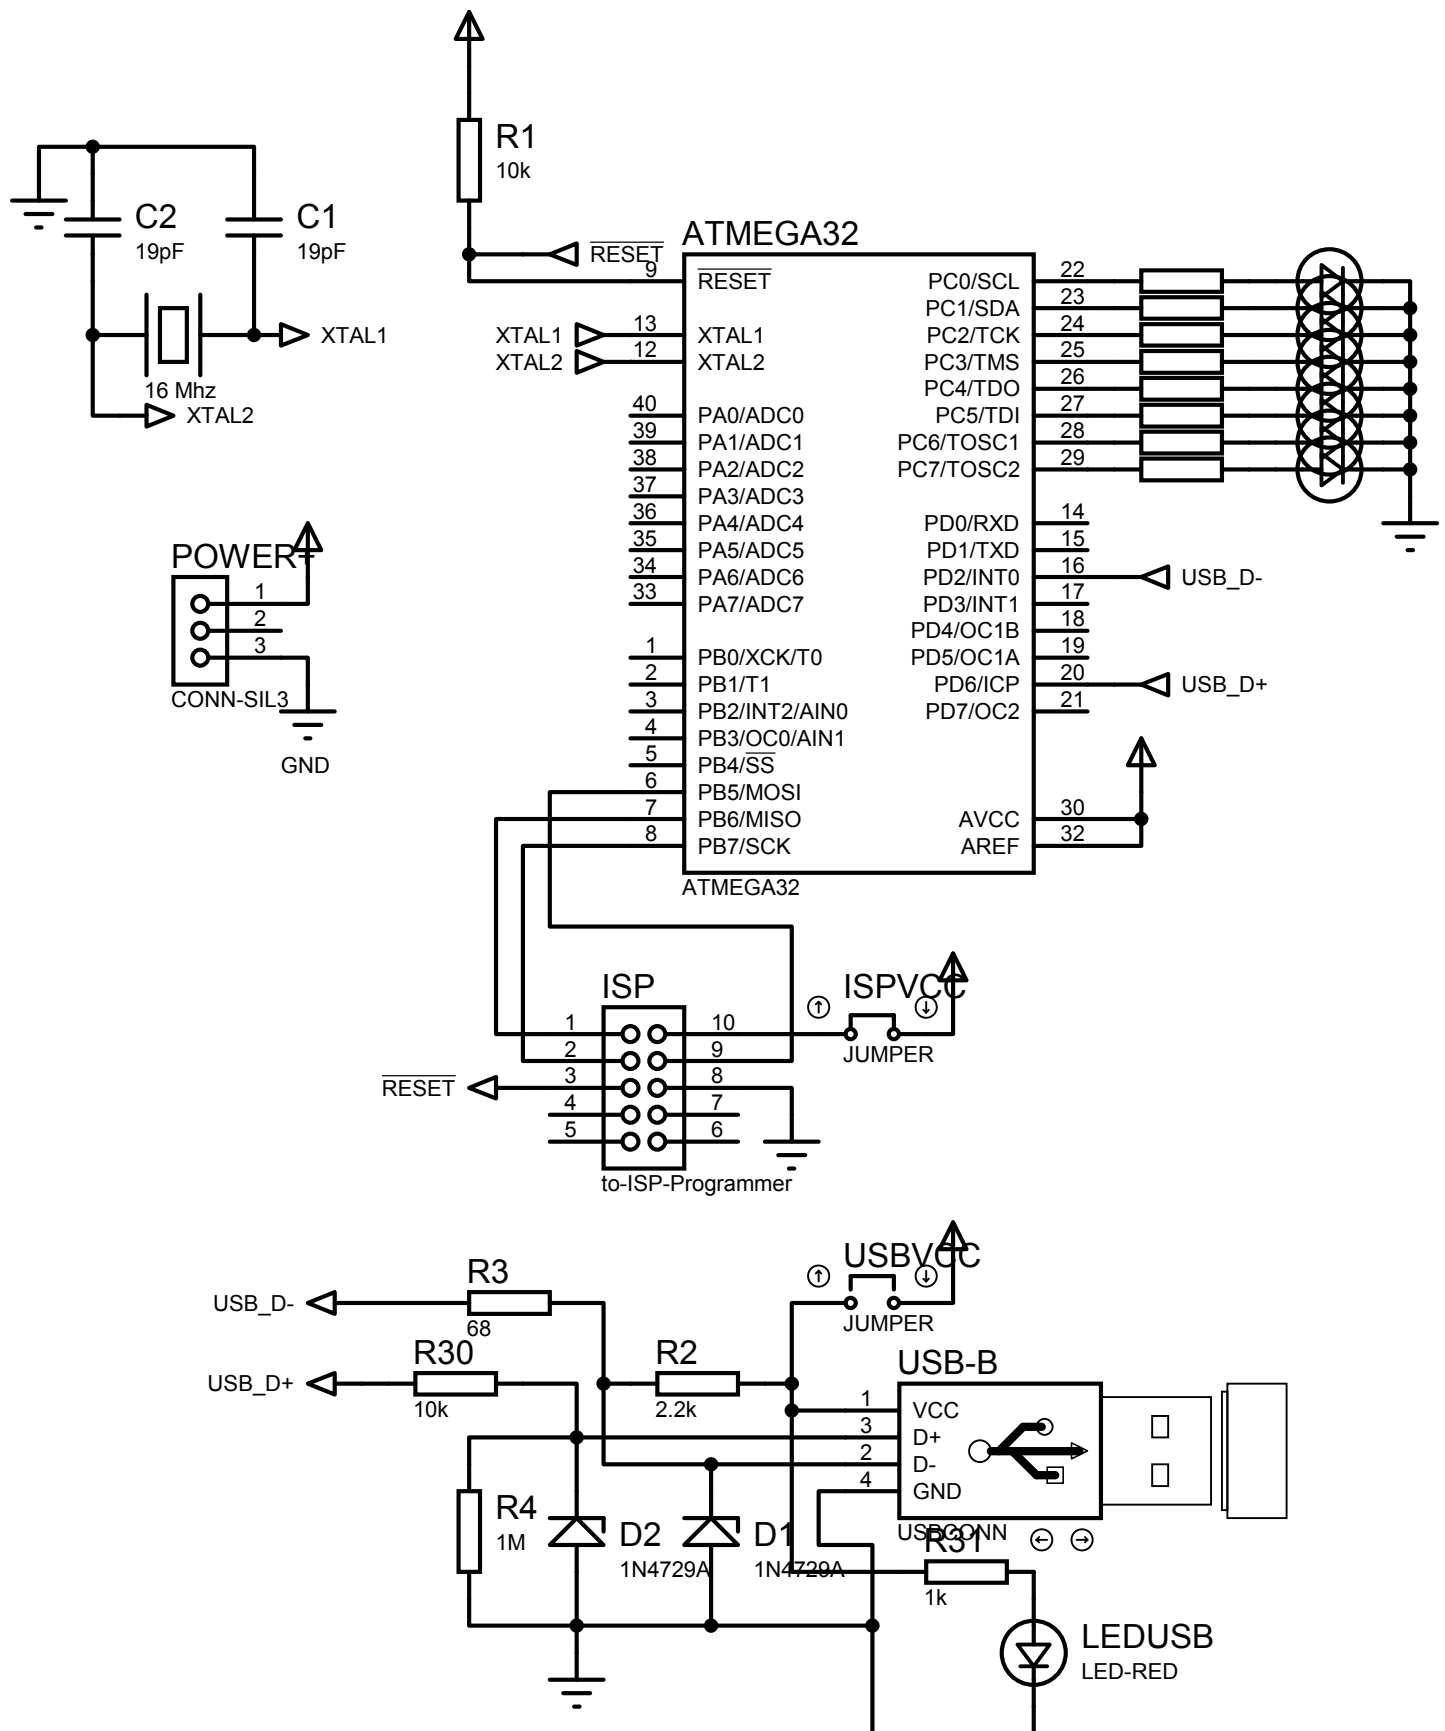 R1
10k
C2
19pF
C1
19pF
XTAL1
16 Mhz
XTAL2
RESET
ATMEGA32
9 RESET
XTAL1 13 XTAL1
XTAL2 12 XTAL2
40 PA0/ADC0
39 PA1/ADC1
38 PA2/ADC2
37 PA3/ADC3
36 PA4/ADC4
35 PA5/ADC5
34 PA6/ADC6
33 PA7/ADC7
1 PB0/XCK/T0
2 PB1/T1
3 PB2/INT2/AIN0
4 PB3/OC0/AIN1
5 PB4/SS
6 PB5/MOSI
7 PB6/MISO
8 PB7/SCK
PC0/SCL 22
PC1/SDA 23
PC2/TCK 24
PC3/TMS 25
PC4/TDO 26
PC5/TDI 27
PC6/TOSC1 28
PC7/TOSC2 29
PD0/RXD 14
PD1/TXD 15
PD2/INT0 16 USB_D-
PD3/INT1 17
PD4/OC1B 18
PD5/OC1A 19
PD6/ICP 20 USB_D+
PD7/OC2 21
AVCC 30
AREF 32
ATMEGA32
POWER+
1
2
3
CONN-SIL3
GND
ISP
1 10
2 9
RESET 3 8
4 7
5 6
to-ISP-Programmer
ISPVCC
JUMPER
USB_D-
R3
68
USB_D+
R30
10k
R2
2.2k
USBVCC
JUMPER
USB-B
1 VCC
3 D+
2 D-
4 GND
USBCONN
R4
1M
D2
1N4729A
D1
1N4729A
R31
1k
LEDUSB
LED-RED